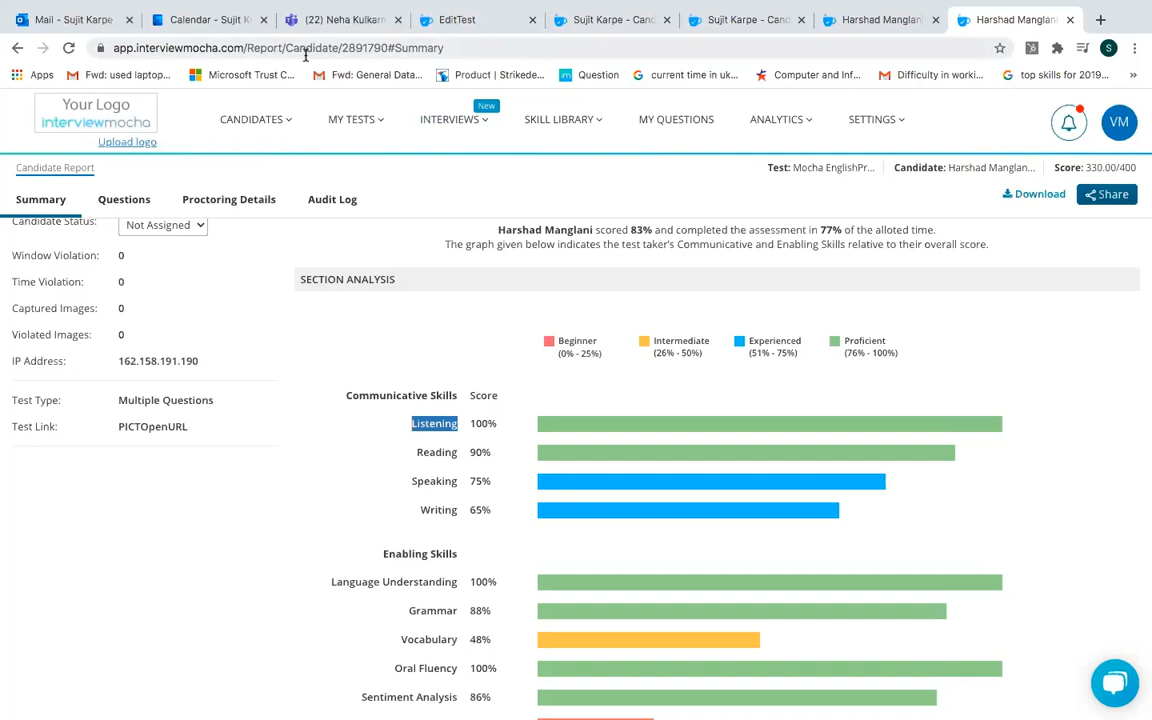 Mail - Sujit Karpe
Calendar - Sujit K
(22) Neha Kulkarn
EditTest
Sujit Karpe - Canc
Sujit Karpe - Cand
Harshad Manglan
Harshad Manglani
app.interviewmocha.com/Report/Candidate/2891790#Summary
S
Apps
Fwd: used laptop...
Microsoft Trust C...
Fwd: General Data...
Product | Strikede...
im Question
current time in uk...
Computer and Inf...
Difficulty in worki...
top skills for 2019...
»
Your Logo
interviewmocha
Upload logo
CANDIDATES
MY TESTS
INTERVIEWS
New
SKILL LIBRARY
MY QUESTIONS
ANALYTICS
SETTINGS
VM
Candidate Report
Test: Mocha EnglishPr...
Candidate: Harshad Manglan...
Score: 330.00/400
Summary
Questions
Proctoring Details
Audit Log
Download
Share
Candidate Status:
Not Assigned
Window Violation: 0
Time Violation: 0
Captured Images: 0
Violated Images: 0
IP Address: 162.158.191.190
Test Type: Multiple Questions
Test Link: PICTOpenURL
Harshad Manglani scored 83% and completed the assessment in 77% of the alloted time.
The graph given below indicates the test taker's Communicative and Enabling Skills relative to their overall score.
SECTION ANALYSIS
Beginner
(0% - 25%)
Intermediate
(26% - 50%)
Experienced
(51% - 75%)
Proficient
(76% - 100%)
Communicative Skills Score
Listening 100%
Reading 90%
Speaking 75%
Writing 65%
Enabling Skills
Language Understanding 100%
Grammar 88%
Vocabulary 48%
Oral Fluency 100%
Sentiment Analysis 86%